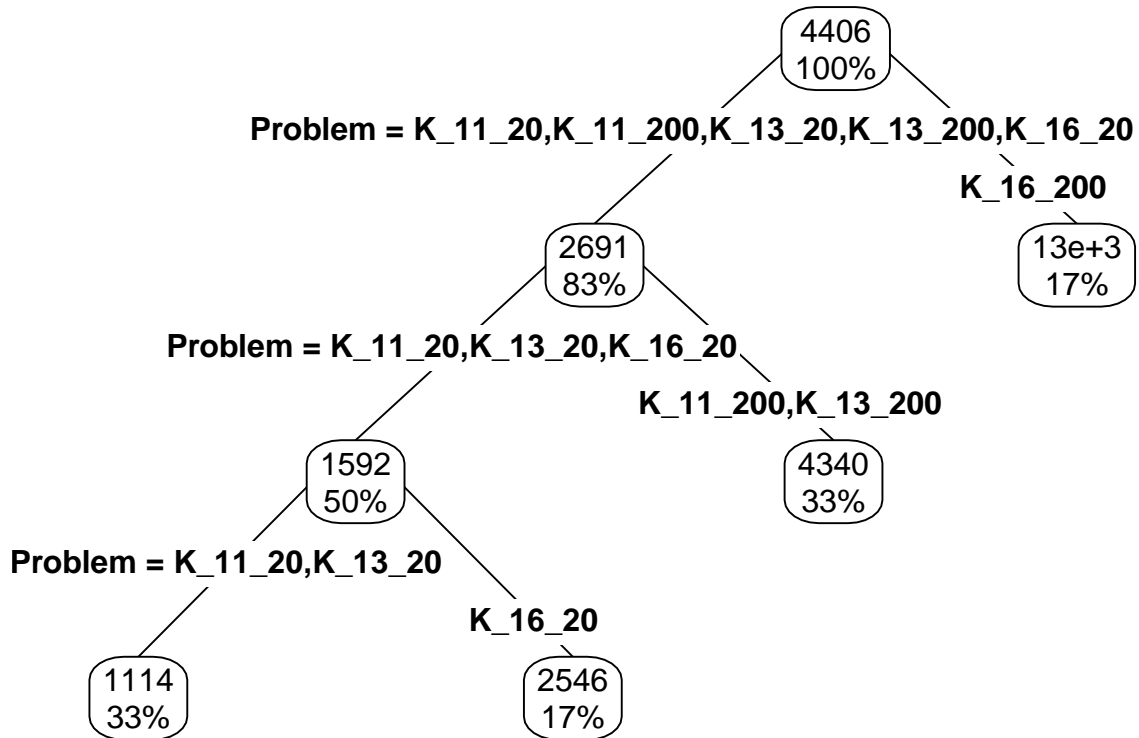 4406
100%
Problem = K_11_20,K_11_200,K_13_20,K_13_200,K_16_20
K_16_200
2691
83%
13e+3
17%
Problem = K_11_20,K_13_20,K_16_20
K_11_200,K_13_200
1592
50%
4340
33%
Problem = K_11_20,K_13_20
K_16_20
1114
33%
2546
17%